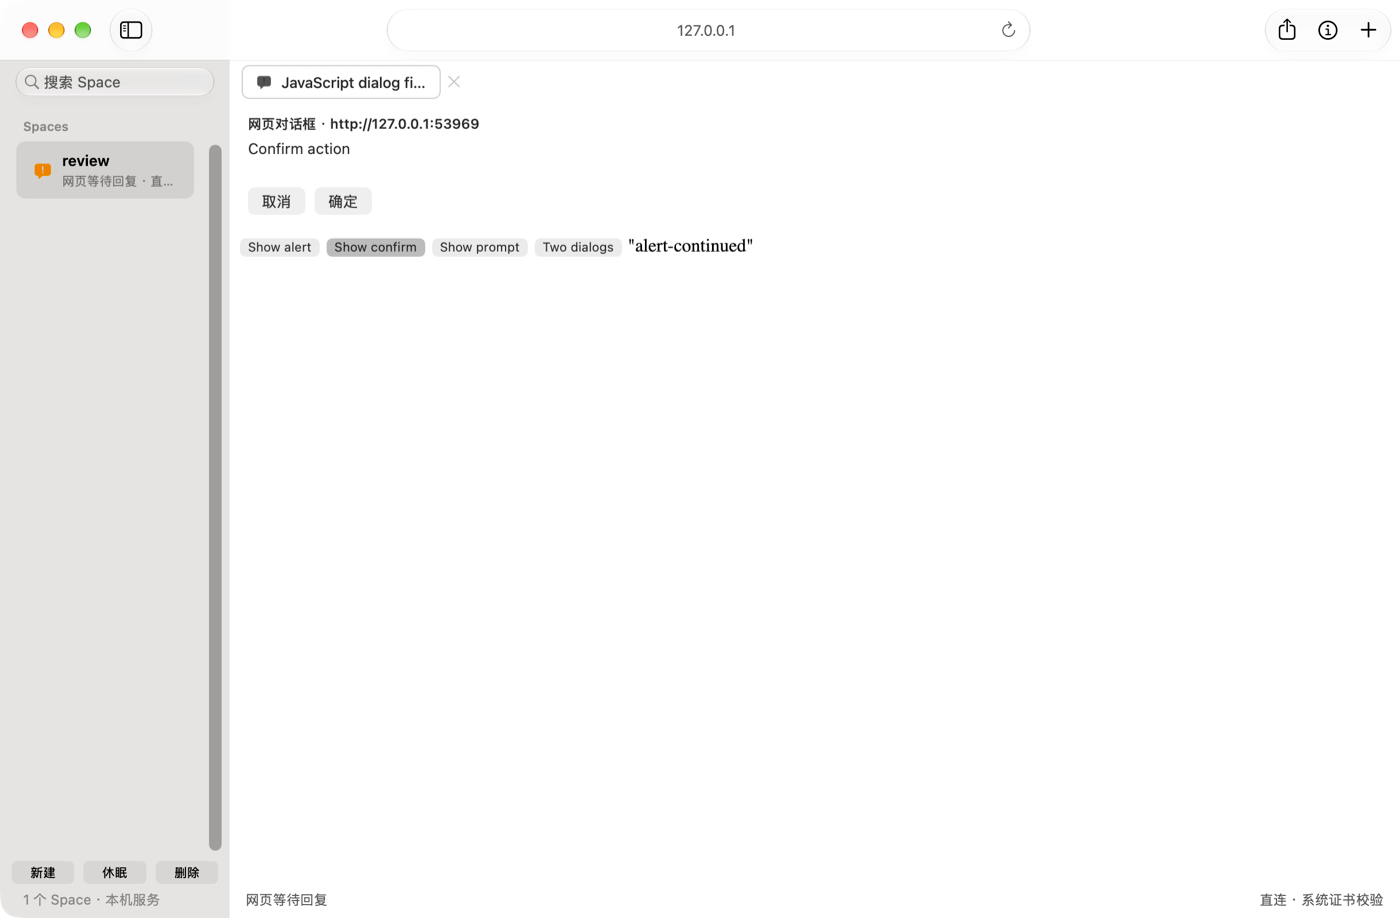 127.0.0.1
搜索 Space
JavaScript dialog fi...
Spaces
review
网页等待回复 · 直...
网页对话框 · http://127.0.0.1:53969
Confirm action
取消 确定
Show alert Show confirm Show prompt Two dialogs "alert-continued"
新建 休眠 删除
1 个 Space · 本机服务
网页等待回复
直连 · 系统证书校验